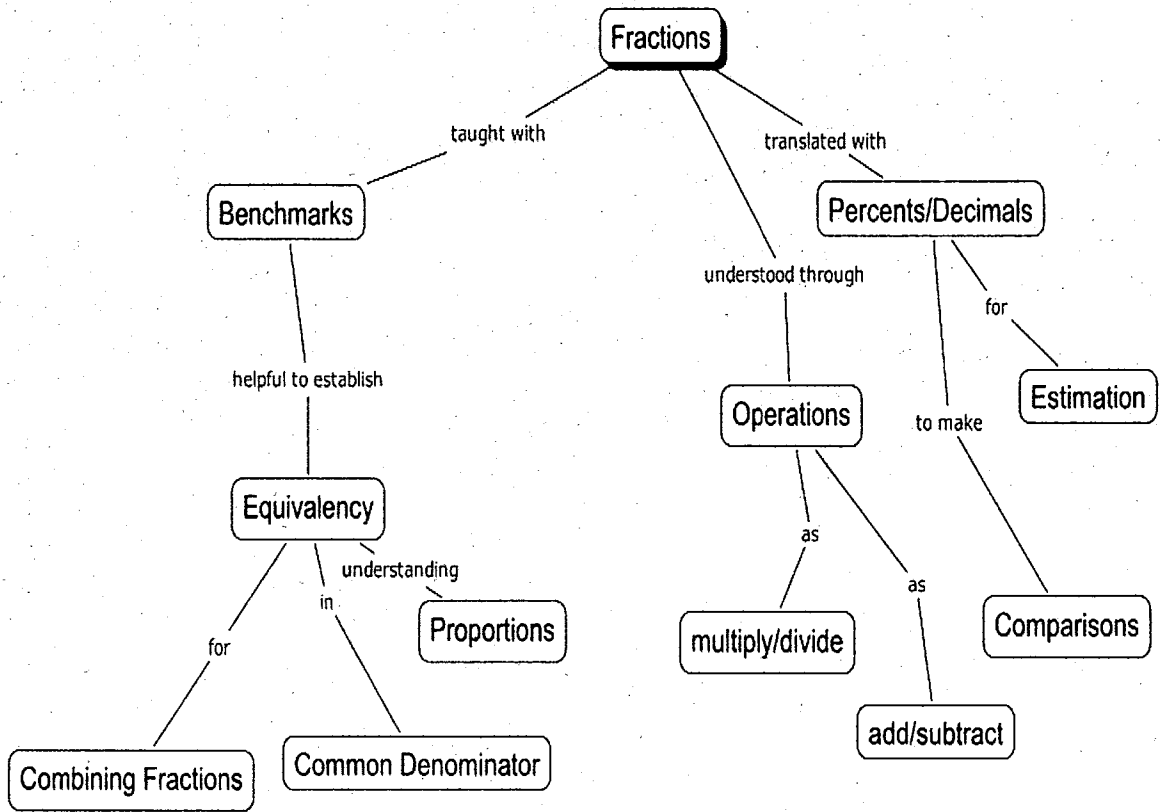 Fractions
taught with
translated with
Benchmarks
Percents/Decimals
understood through
for
helpful to establish
Operations
Estimation
to make
Equivalency
as
understanding
in
as
Proportions
for
multiply/divide
Comparisons
add/subtract
Combining Fractions
Common Denominator